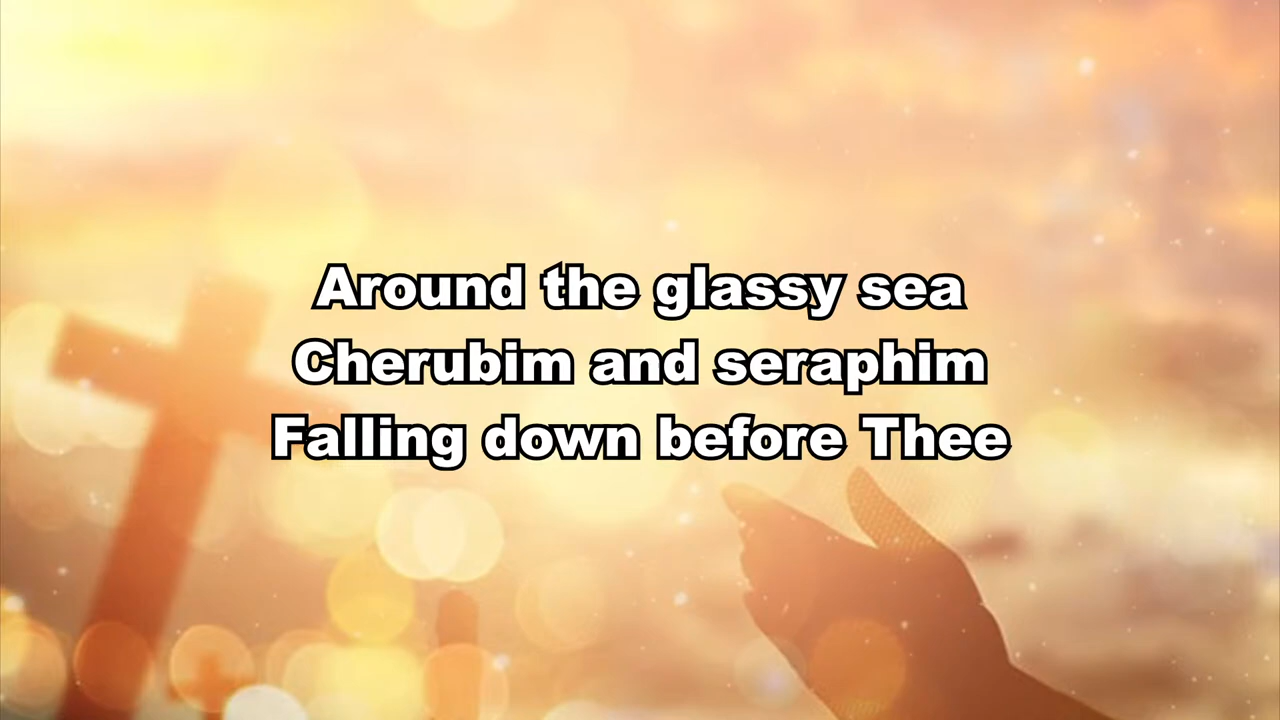 Around the glassy sea
Cherubim and seraphim
Falling down before Thee